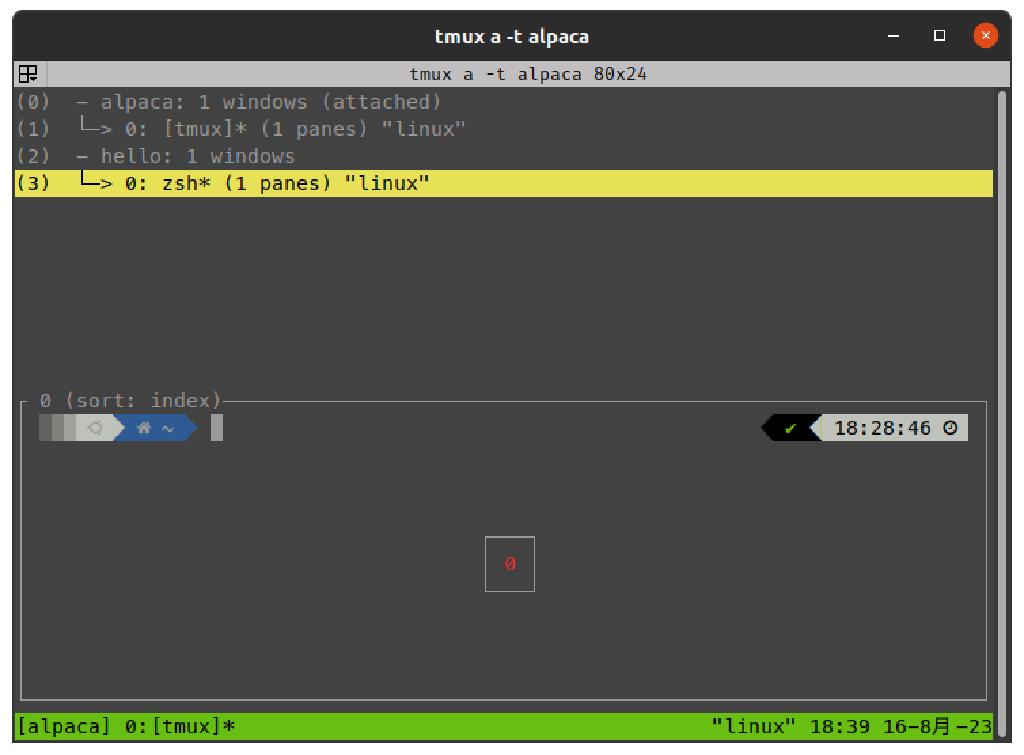 tmux a -t alpaca
tmux a -t alpaca 80x24
(0) - alpaca: 1 windows (attached)
(1) └─> 0: [tmux]* (1 panes) "linux"
(2) - hello: 1 windows
(3) └─> 0: zsh* (1 panes) "linux"
0 (sort: index)
~ ✔ 18:28:46
0
[alpaca] 0:[tmux]* "linux" 18:39 16-8月-23